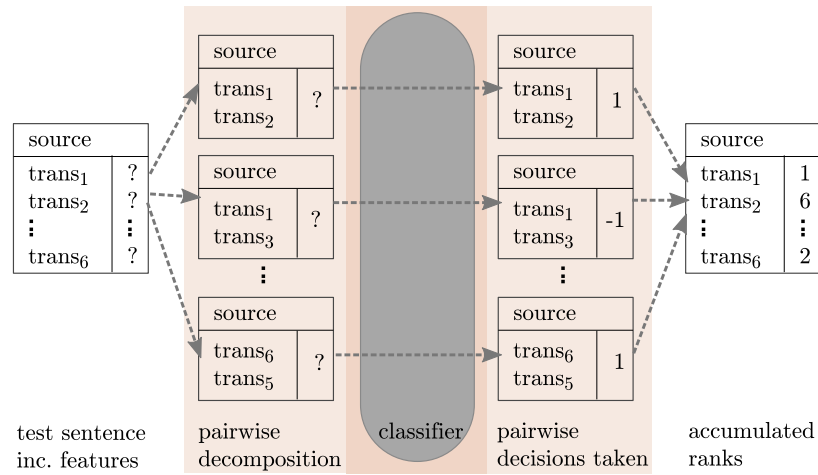 source
trans1 ?
trans2 ?
⋮ ⋮
trans6 ?
test sentence
inc. features
source
trans1
trans2
?
source
trans1
trans3
?
⋮
source
trans6
trans5
?
pairwise
decomposition
classifier
source
trans1
trans2
1
source
trans1
trans3
-1
⋮
source
trans6
trans5
1
pairwise
decisions taken
source
trans1 1
trans2 6
⋮ ⋮
trans6 2
accumulated
ranks